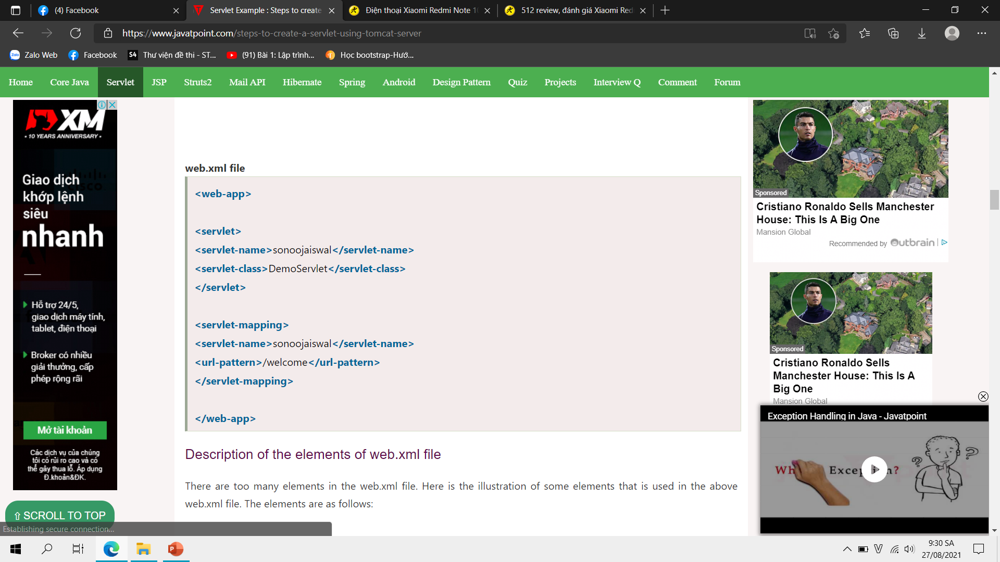 (4) Facebook
Servlet Example : Steps to create
Điện thoại Xiaomi Redmi Note 10
512 review, đánh giá Xiaomi Red
https://www.javatpoint.com/steps-to-create-a-servlet-using-tomcat-server
Zalo Web
Facebook
S4 Thư viện đề thi - ST...
(91) Bài 1: Lập trình...
Học bootstrap-Hướ...
Home Core Java Servlet JSP Struts2 Mail API Hibernate Spring Android Design Pattern Quiz Projects Interview Q Comment Forum
XM
• 10 YEARS ANNIVERSARY •
Giao dịch
khớp lệnh
siêu
nhanh
Hỗ trợ 24/5,
giao dịch máy tính,
tablet, điện thoại
Broker có nhiều
giải thưởng, cấp
phép rộng rãi
Mở tài khoản
Các dịch vụ của chúng
tôi có rủi ro cao và có
thể gây thua lỗ. Áp dụng
Đ.khoản&ĐK.
⇧ SCROLL TO TOP
Establishing secure connection...
web.xml file
<web-app>
<servlet>
<servlet-name>sonoojaiswal</servlet-name>
<servlet-class>DemoServlet</servlet-class>
</servlet>
<servlet-mapping>
<servlet-name>sonoojaiswal</servlet-name>
<url-pattern>/welcome</url-pattern>
</servlet-mapping>
</web-app>
Description of the elements of web.xml file
There are too many elements in the web.xml file. Here is the illustration of some elements that is used in the above
web.xml file. The elements are as follows:
Sponsored
Cristiano Ronaldo Sells Manchester
House: This Is A Big One
Mansion Global
Recommended by Outbrain
Sponsored
Cristiano Ronaldo Sells
Manchester House: This Is A
Big One
Mansion Global
Exception Handling in Java - Javatpoint
9:30 SA
27/08/2021